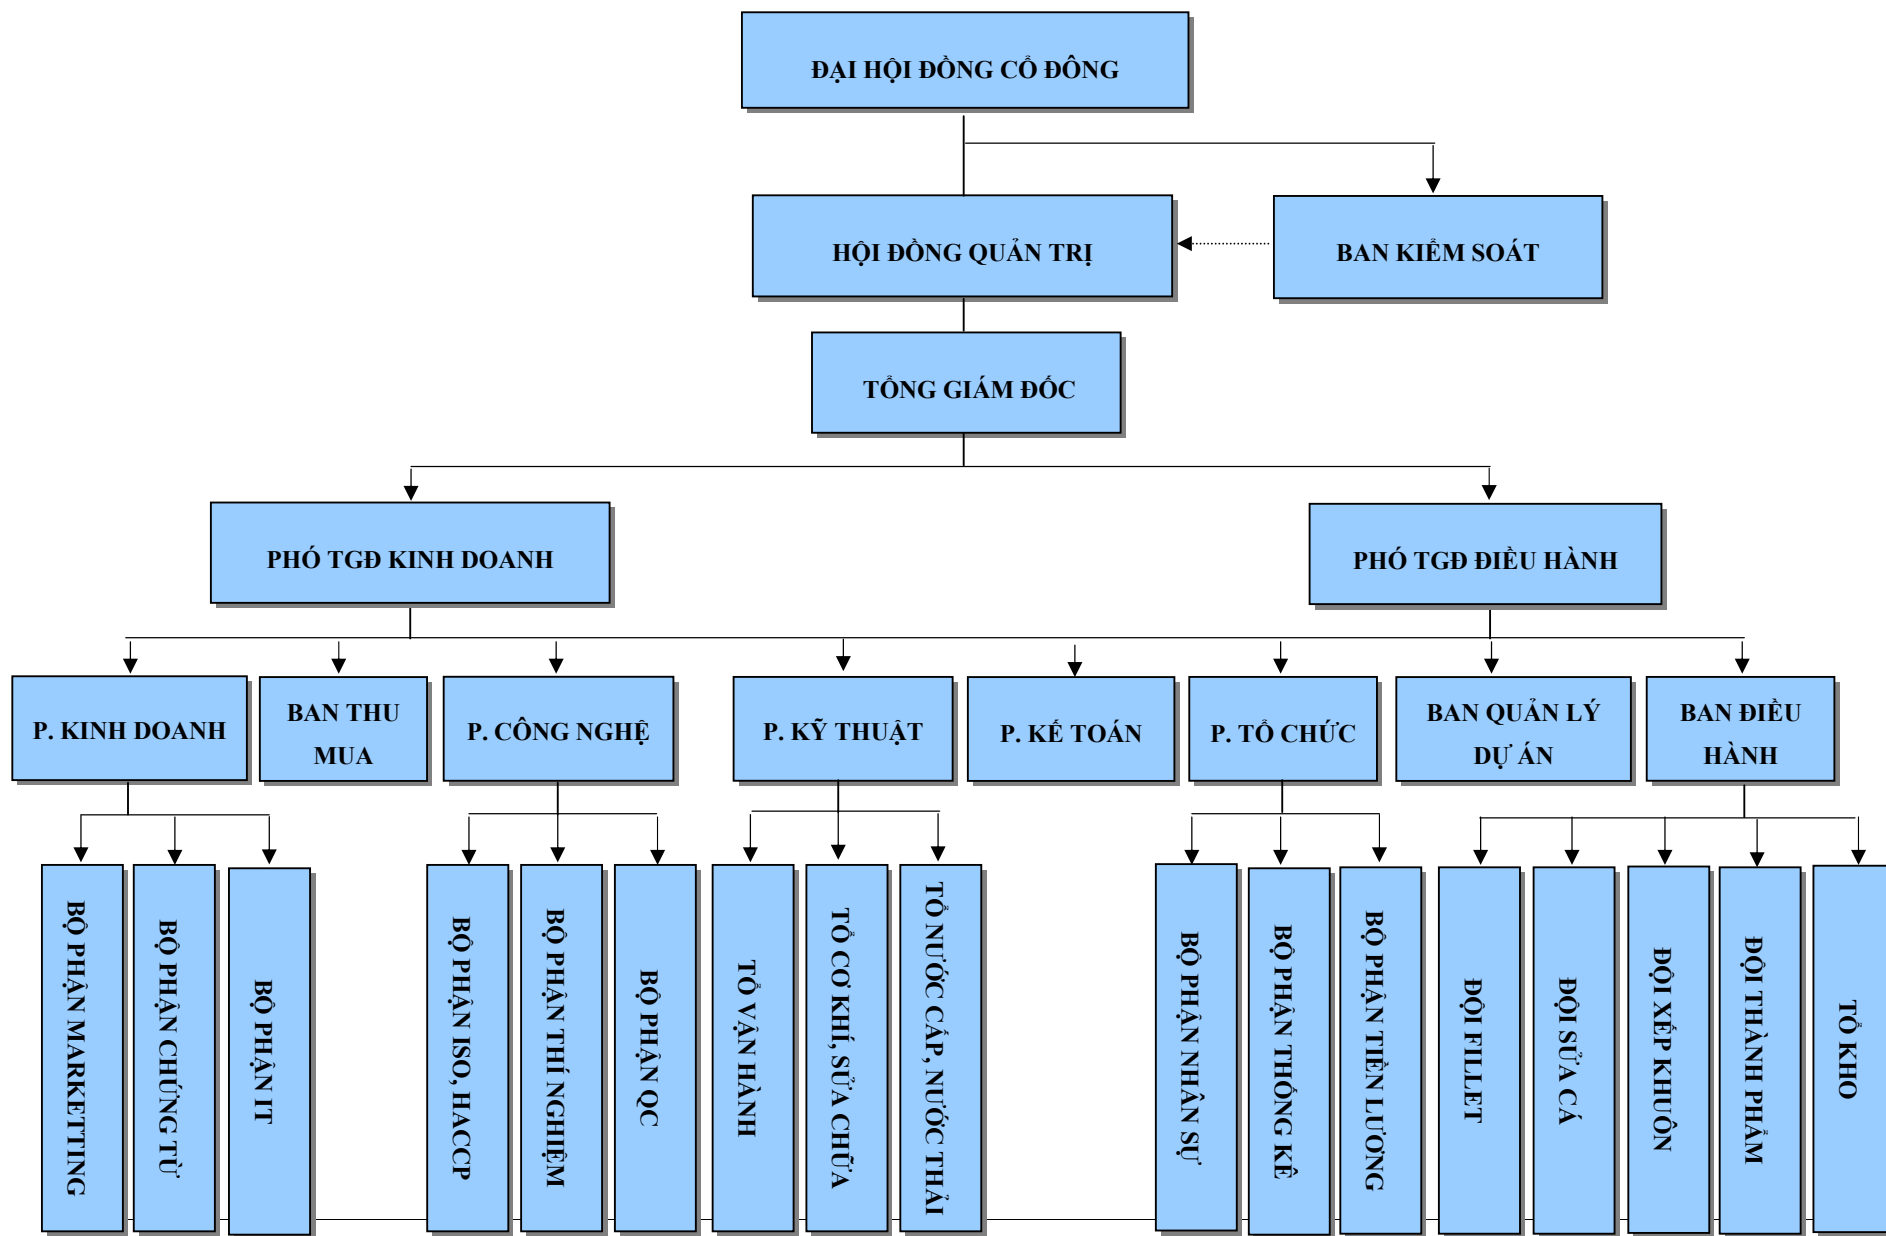 ĐẠI HỘI ĐỒNG CỔ ĐÔNG
HỘI ĐỒNG QUẢN TRỊ
BAN KIỂM SOÁT
TỔNG GIÁM ĐỐC
PHÓ TGĐ KINH DOANH
PHÓ TGĐ ĐIỀU HÀNH
P. KINH DOANH
BAN THU
MUA
P. CÔNG NGHỆ
P. KỸ THUẬT
P. KẾ TOÁN
P. TỔ CHỨC
BAN QUẢN LÝ
DỰ ÁN
BAN ĐIỀU
HÀNH
BỘ PHẬN MARKETTING
BỘ PHẬN CHỨNG TỪ
BỘ PHẬN IT
BỘ PHẬN ISO, HACCP
BỘ PHẬN THÍ NGHIỆM
BỘ PHẬN QC
TỔ VẬN HÀNH
TỔ CƠ KHÍ, SỬA CHỮA
TỔ NƯỚC CẤP, NƯỚC THẢI
BỘ PHẬN NHÂN SỰ
BỘ PHẬN THỐNG KÊ
BỘ PHẬN TIỀN LƯƠNG
ĐỘI FILLET
ĐỘI SỬA CÁ
ĐỘI XẾP KHUÔN
ĐỘI THÀNH PHẨM
TỔ KHO